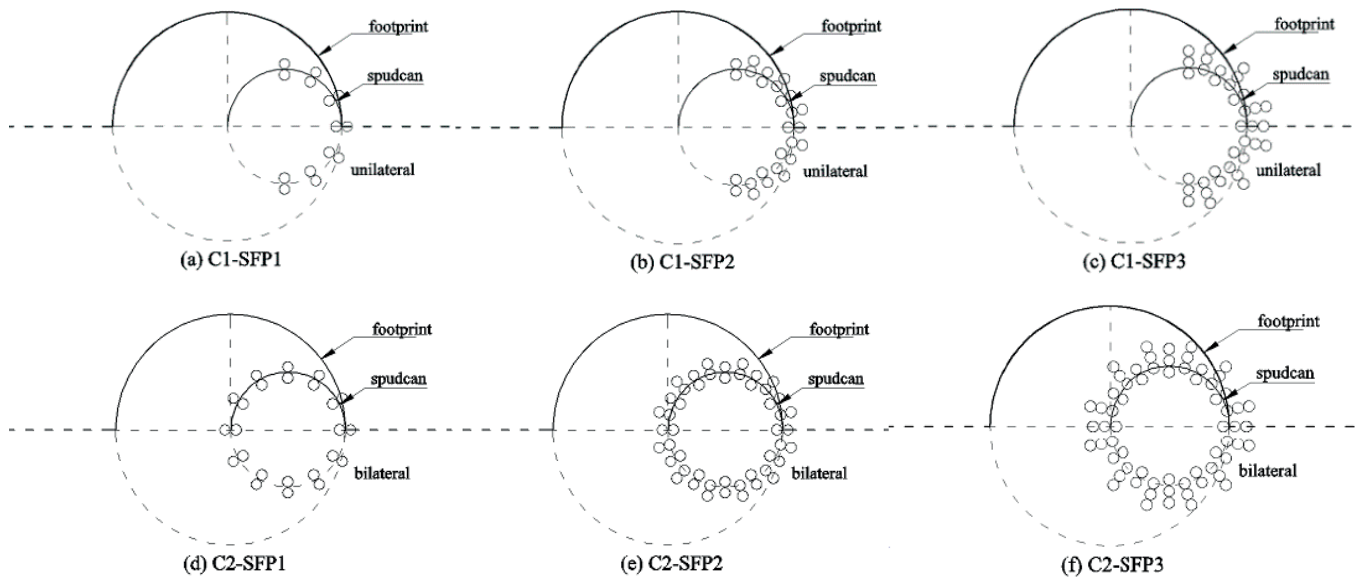 footprint
spudcan
unilateral
(a) C1-SFP1
footprint
spudcan
unilateral
(b) C1-SFP2
footprint
spudcan
unilateral
(c) C1-SFP3
footprint
spudcan
bilateral
(d) C2-SFP1
footprint
spudcan
bilateral
(e) C2-SFP2
footprint
spudcan
bilateral
(f) C2-SFP3